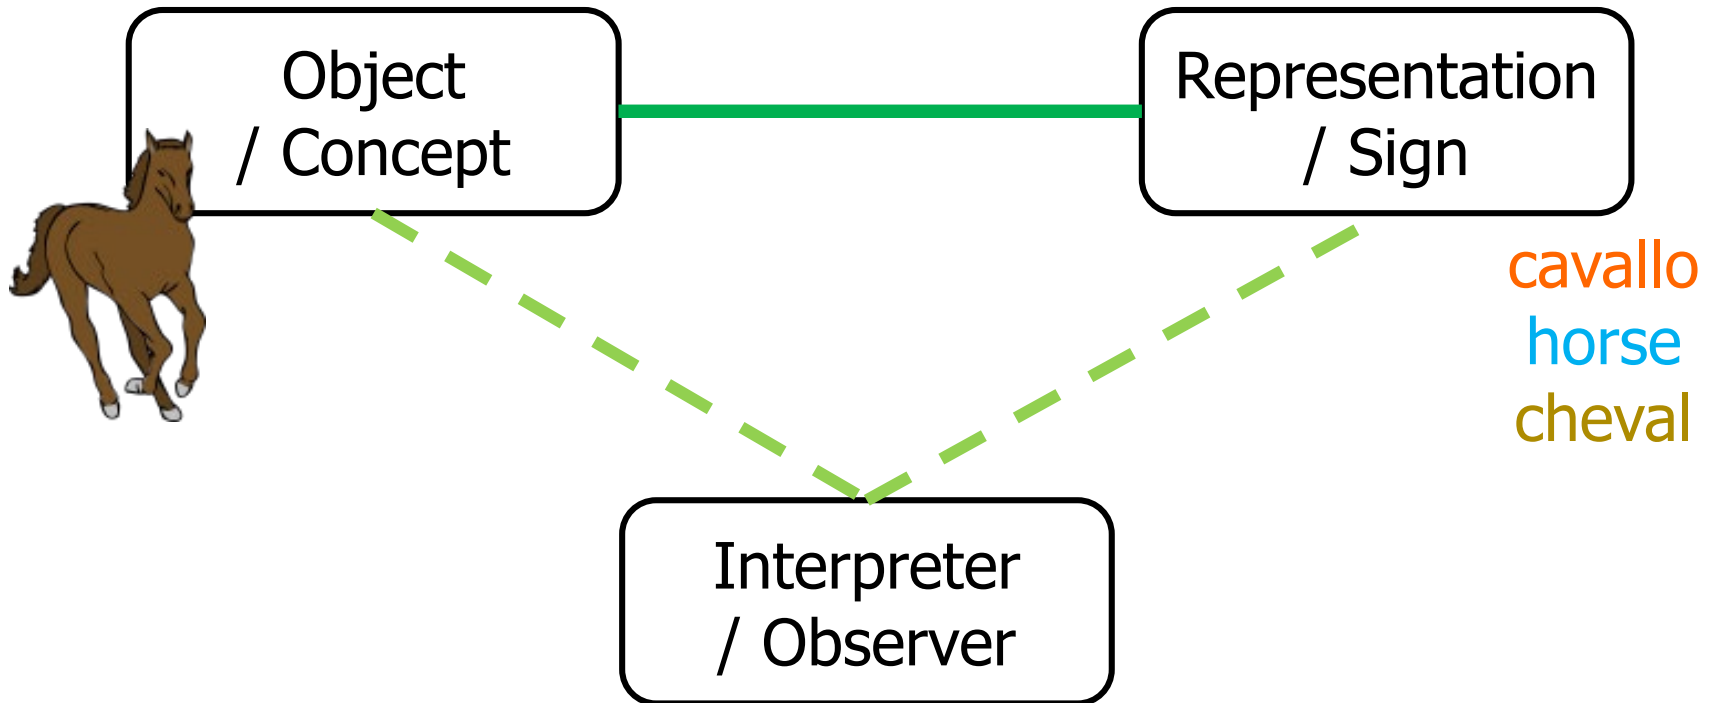 Object
/ Concept
Representation
/ Sign
cavallo
horse
cheval
Interpreter
/ Observer